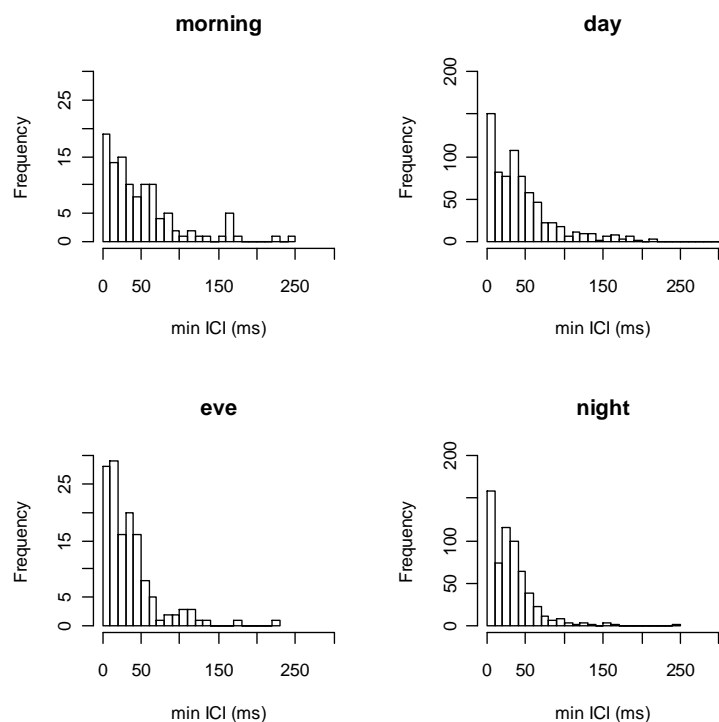 morning
Frequency
0 5 15 25
0 50 150 250
min ICI (ms)
day
Frequency
0 50 100 200
0 50 150 250
min ICI (ms)
eve
Frequency
0 5 15 25
0 50 150 250
min ICI (ms)
night
Frequency
0 50 100 200
0 50 150 250
min ICI (ms)